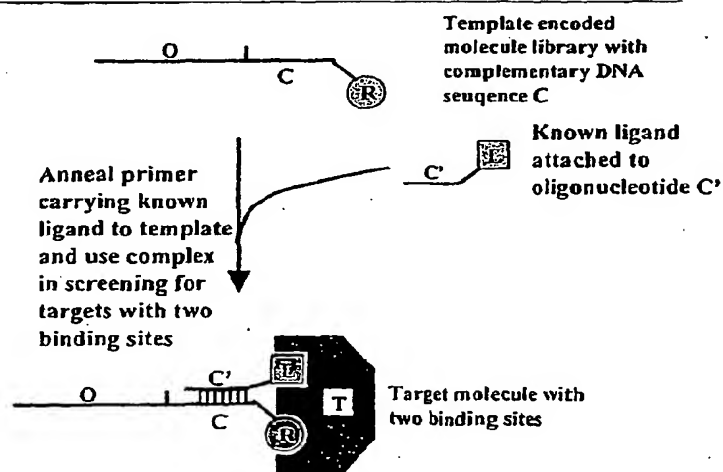 Template encoded
molecule library with
complementary DNA
seuqence C
O
C
R
Known ligand
attached to
oligonucleotide C'
L
C'
Anneal primer
carrying known
ligand to template
and use complex
in screening for
targets with two
binding sites
L
C'
O
T
C
R
Target molecule with
two binding sites